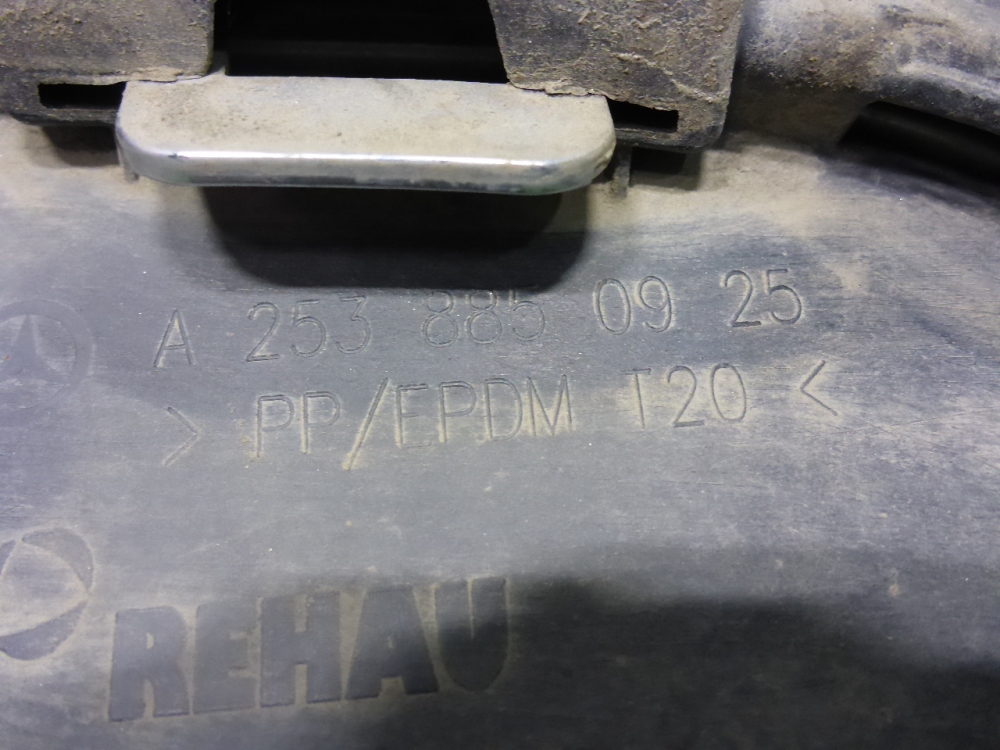 A 253 885 09 25
> PP/EPDM T20 <
REHAU